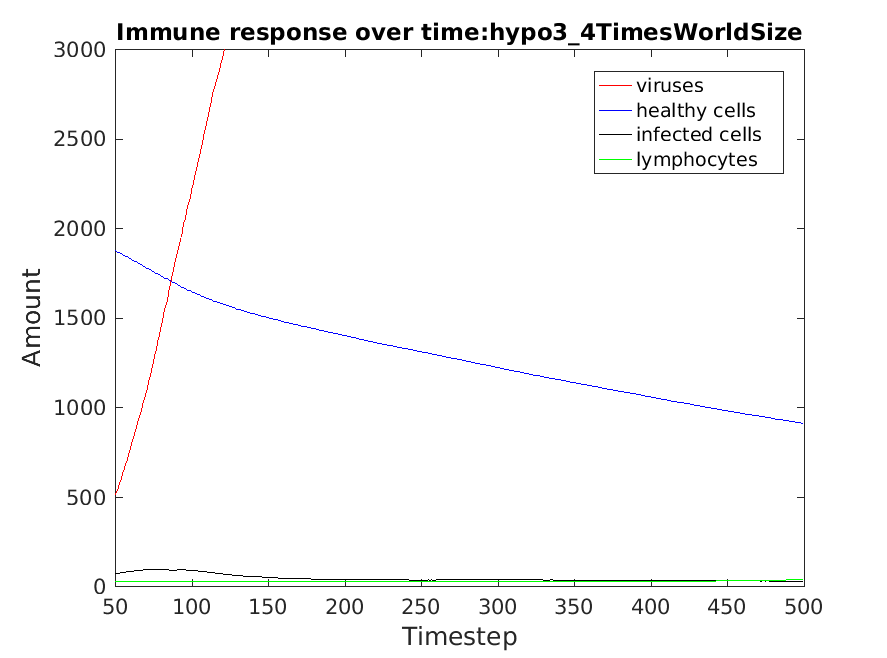 Immune response over time:hypo3_4TimesWorldSize
3000
2500
2000
1500
1000
500
0
Amount
viruses
healthy cells
infected cells
lymphocytes
50 100 150 200 250 300 350 400 450 500
Timestep